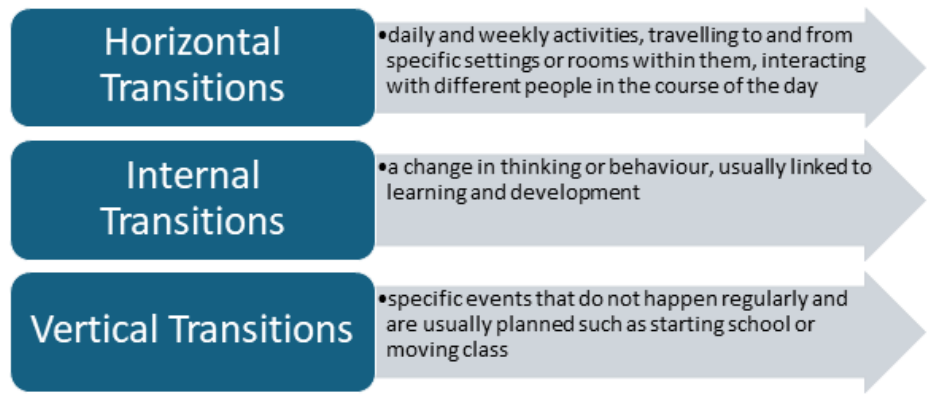 Horizontal
Transitions
•daily and weekly activities, travelling to and from
specific settings or rooms within them, interacting
with different people in the course of the day
Internal
Transitions
•a change in thinking or behaviour, usually linked to
learning and development
Vertical Transitions
•specific events that do not happen regularly and
are usually planned such as starting school or
moving class